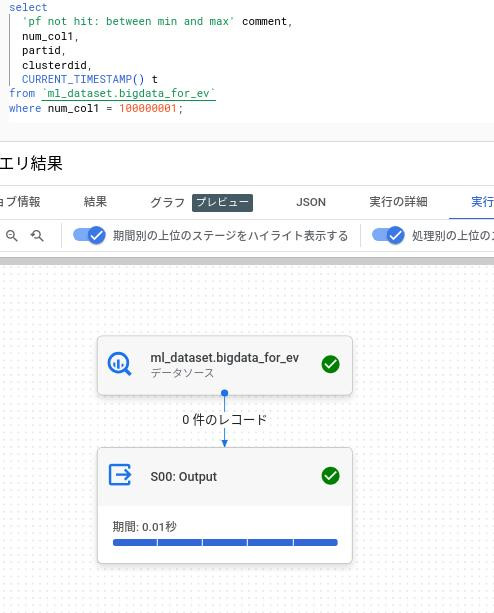 select
'pf not hit: between min and max' comment,
num_col1,
partid,
clusterdid,
CURRENT_TIMESTAMP() t
from `ml_dataset.bigdata_for_ev`
where num_col1 = 100000001;
エリ結果
ョブ情報 結果 グラフ プレビュー JSON 実行の詳細 実行
期間別の上位のステージをハイライト表示する 処理別の上位の
ml_dataset.bigdata_for_ev
データソース
0 件のレコード
S00: Output
期間: 0.01秒